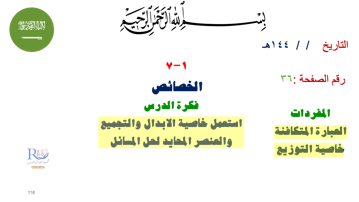 بسم الله الرحمن الرحيم
التاريخ / / ١٤٤هـ
رقم الصفحة :٣٦
٧-١
الخصائص
فكرة الدرس
استعمل خاصية الابدال والتجميع
والعنصر المحايد لحل المسائل
المفردات
العبارة المتكافئة
خاصية التوزيع